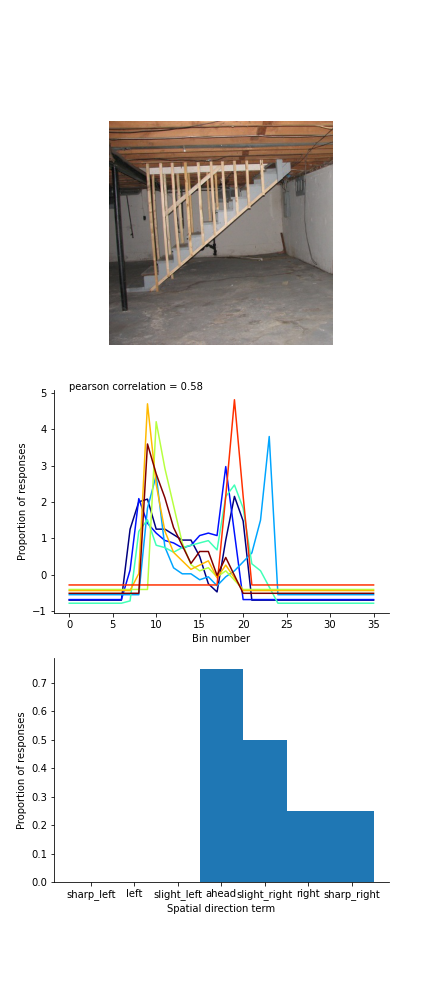 pearson correlation = 0.58
5
4
3
2
1
0
−1
Proportion of responses
0 5 10 15 20 25 30 35
Bin number
0.7
0.6
0.5
0.4
0.3
0.2
0.1
0.0
Proportion of responses
sharp_left left slight_left ahead slight_right right sharp_right
Spatial direction term